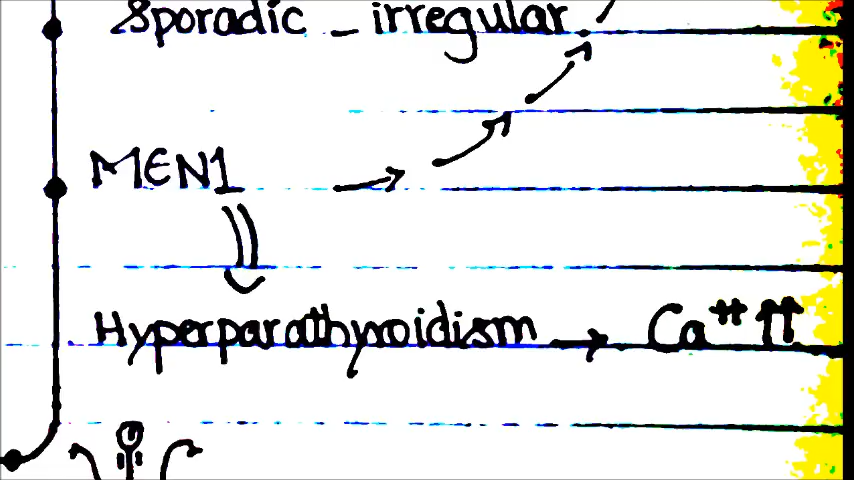 Sporadic - irregular
MEN1
Hyperparathyroidism → Ca⁺⁺ ↑↑